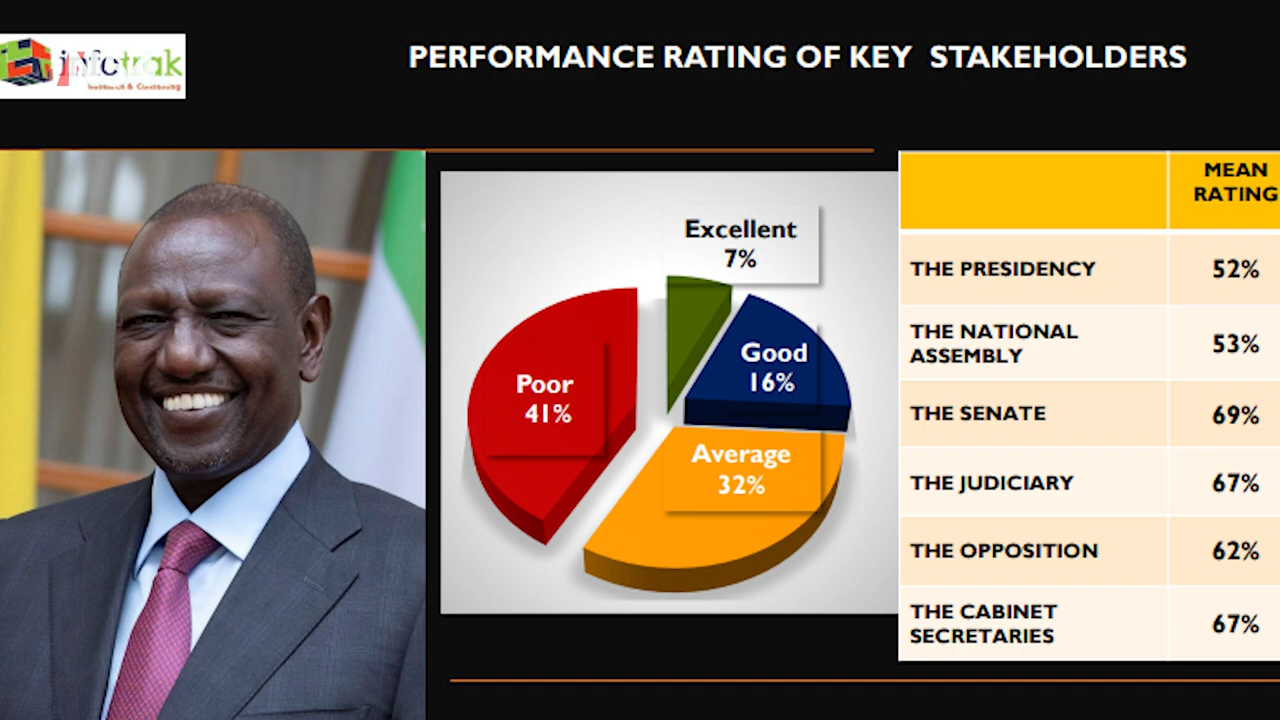 infotrak
PERFORMANCE RATING OF KEY STAKEHOLDERS
Excellent
7%
Good
16%
Poor
41%
Average
32%
MEAN
RATING
THE PRESIDENCY 52%
THE NATIONAL
ASSEMBLY 53%
THE SENATE 69%
THE JUDICIARY 67%
THE OPPOSITION 62%
THE CABINET
SECRETARIES 67%